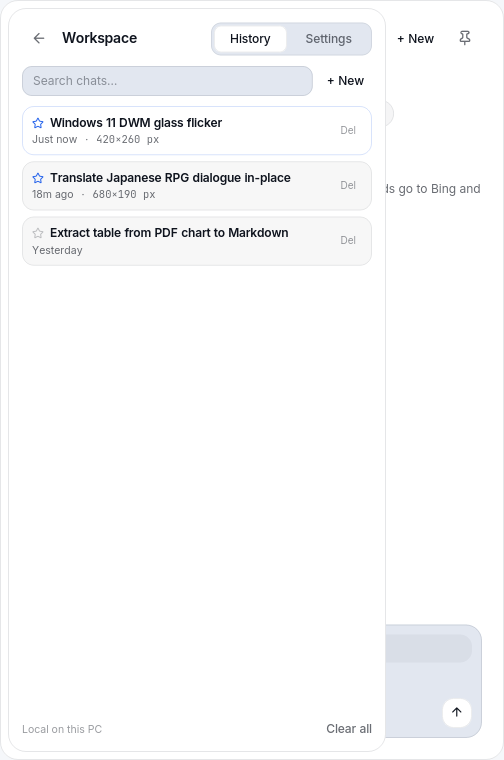 Workspace
History
Settings
+ New
Search chats...
+ New
Windows 11 DWM glass flicker
Just now · 420×260 px
Del
Translate Japanese RPG dialogue in-place
18m ago · 680×190 px
Del
Extract table from PDF chart to Markdown
Yesterday
Del
go to Bing and
Local on this PC
Clear all